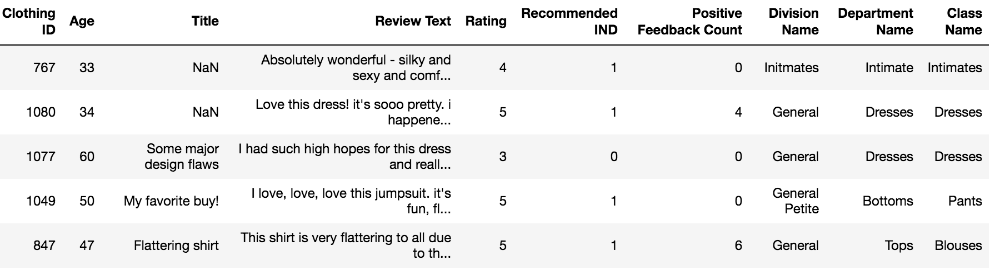 Clothing ID Age Title Review Text Rating Recommended IND Positive Feedback Count Division Name Department Name Class Name
767 33 NaN Absolutely wonderful - silky and sexy and comf... 4 1 0 Initmates Intimate Intimates
1080 34 NaN Love this dress! it's sooo pretty. i happene... 5 1 4 General Dresses Dresses
1077 60 Some major design flaws I had such high hopes for this dress and reall... 3 0 0 General Dresses Dresses
1049 50 My favorite buy! I love, love, love this jumpsuit. it's fun, fl... 5 1 0 General Petite Bottoms Pants
847 47 Flattering shirt This shirt is very flattering to all due to th... 5 1 6 General Tops Blouses